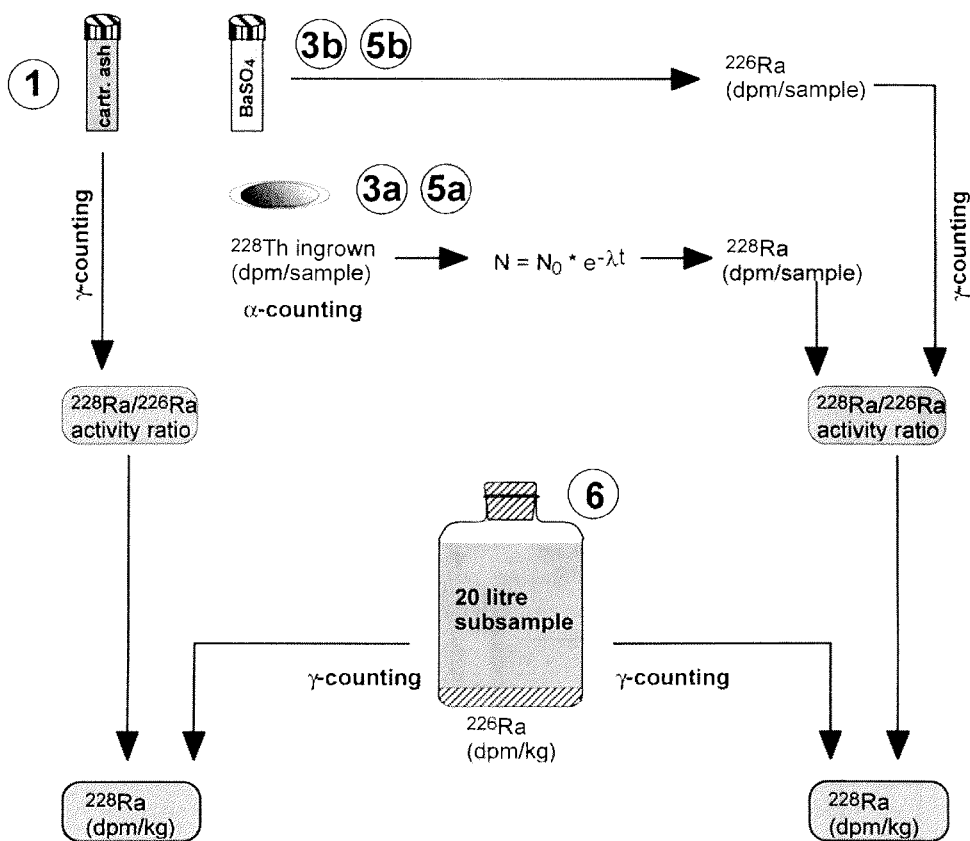 1
cartr. ash
BaSO₄
3b 5b
²²⁶Ra
(dpm/sample)
γ-counting
3a 5a
²²⁸Th ingrown
(dpm/sample)
α-counting
N = N₀ * e-λt
²²⁸Ra
(dpm/sample)
γ-counting
²²⁸Ra/²²⁶Ra
activity ratio
²²⁸Ra/²²⁶Ra
activity ratio
6
20 litre
subsample
γ-counting
γ-counting
²²⁶Ra
(dpm/kg)
²²⁸Ra
(dpm/kg)
²²⁸Ra
(dpm/kg)